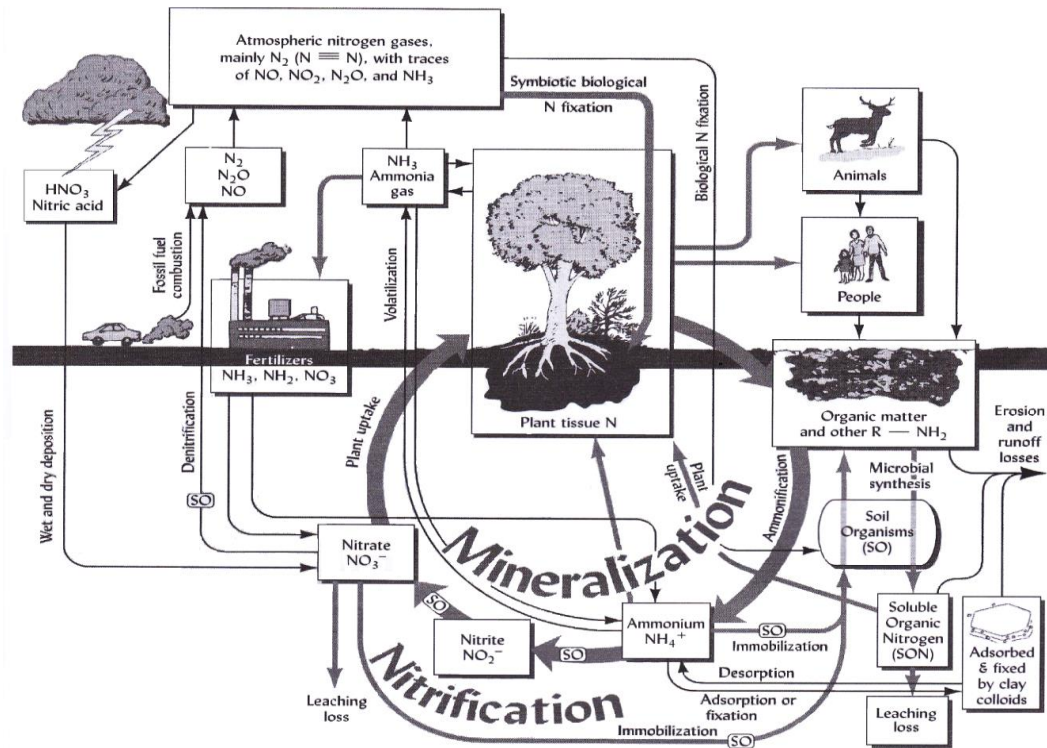 Atmospheric nitrogen gases,
mainly N₂ (N ≡ N), with traces
of NO, NO₂, N₂O, and NH₃
Symbiotic biological
N fixation
Biological N fixation
HNO₃
Nitric acid
N₂
N₂O
NO
NH₃
Ammonia
gas
Animals
People
Fossil fuel
combustion
Volatilization
Fertilizers
NH₃, NH₂, NO₃
Plant tissue N
Organic matter
and other R — NH₂
Erosion and
runoff
losses
Wet and dry deposition
Denitrification
SO
Plant uptake
Plant
uptake
Ammonification
Microbial
synthesis
Soil
Organisms
(SO)
Mineralization
Nitrate
NO₃⁻
SO
Nitrite
NO₂⁻
SO
Ammonium
NH₄⁺
SO
Immobilization
Soluble
Organic
Nitrogen
(SON)
Adsorbed
& fixed
by clay
colloids
Desorption
Adsorption or
fixation
Nitrification
Leaching
loss
Immobilization
SO
Leaching
loss